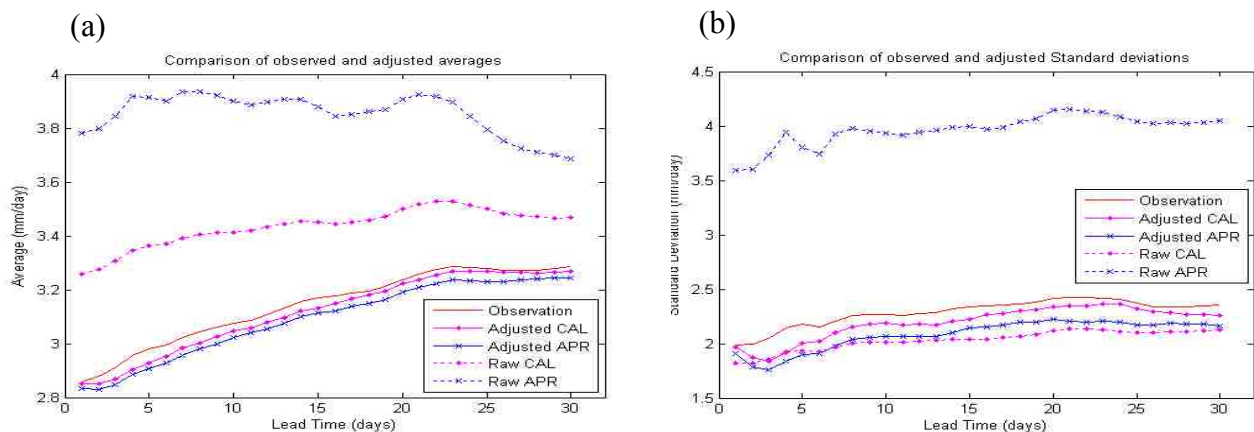 (a)
Comparison of observed and adjusted averages
Average (mm/day)
4
3.8
3.6
3.4
3.2
3
2.8
0
5
10
15
20
25
30
Lead Time (days)
Observation
Adjusted CAL
Adjusted APR
Raw CAL
Raw APR
(b)
Comparison of observed and adjusted Standard deviations
Standard Deviation (mm/day)
4.5
4
3.5
3
2.5
2
1.5
0
5
10
15
20
25
30
Lead Time (days)
Observation
Adjusted CAL
Adjusted APR
Raw CAL
Raw APR